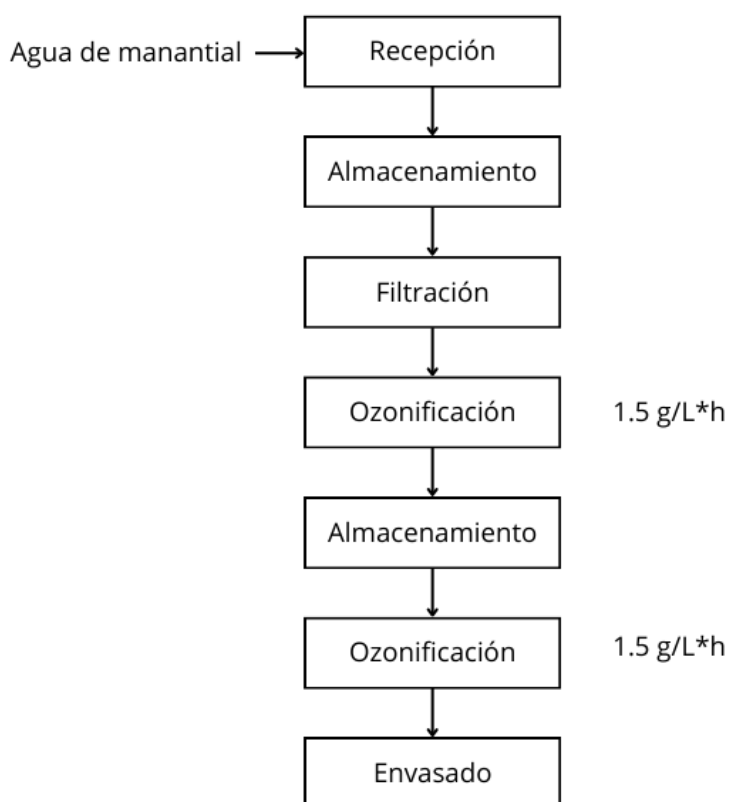 Agua de manantial
Recepción
Almacenamiento
Filtración
Ozonificación
1.5 g/L*h
Almacenamiento
Ozonificación
1.5 g/L*h
Envasado